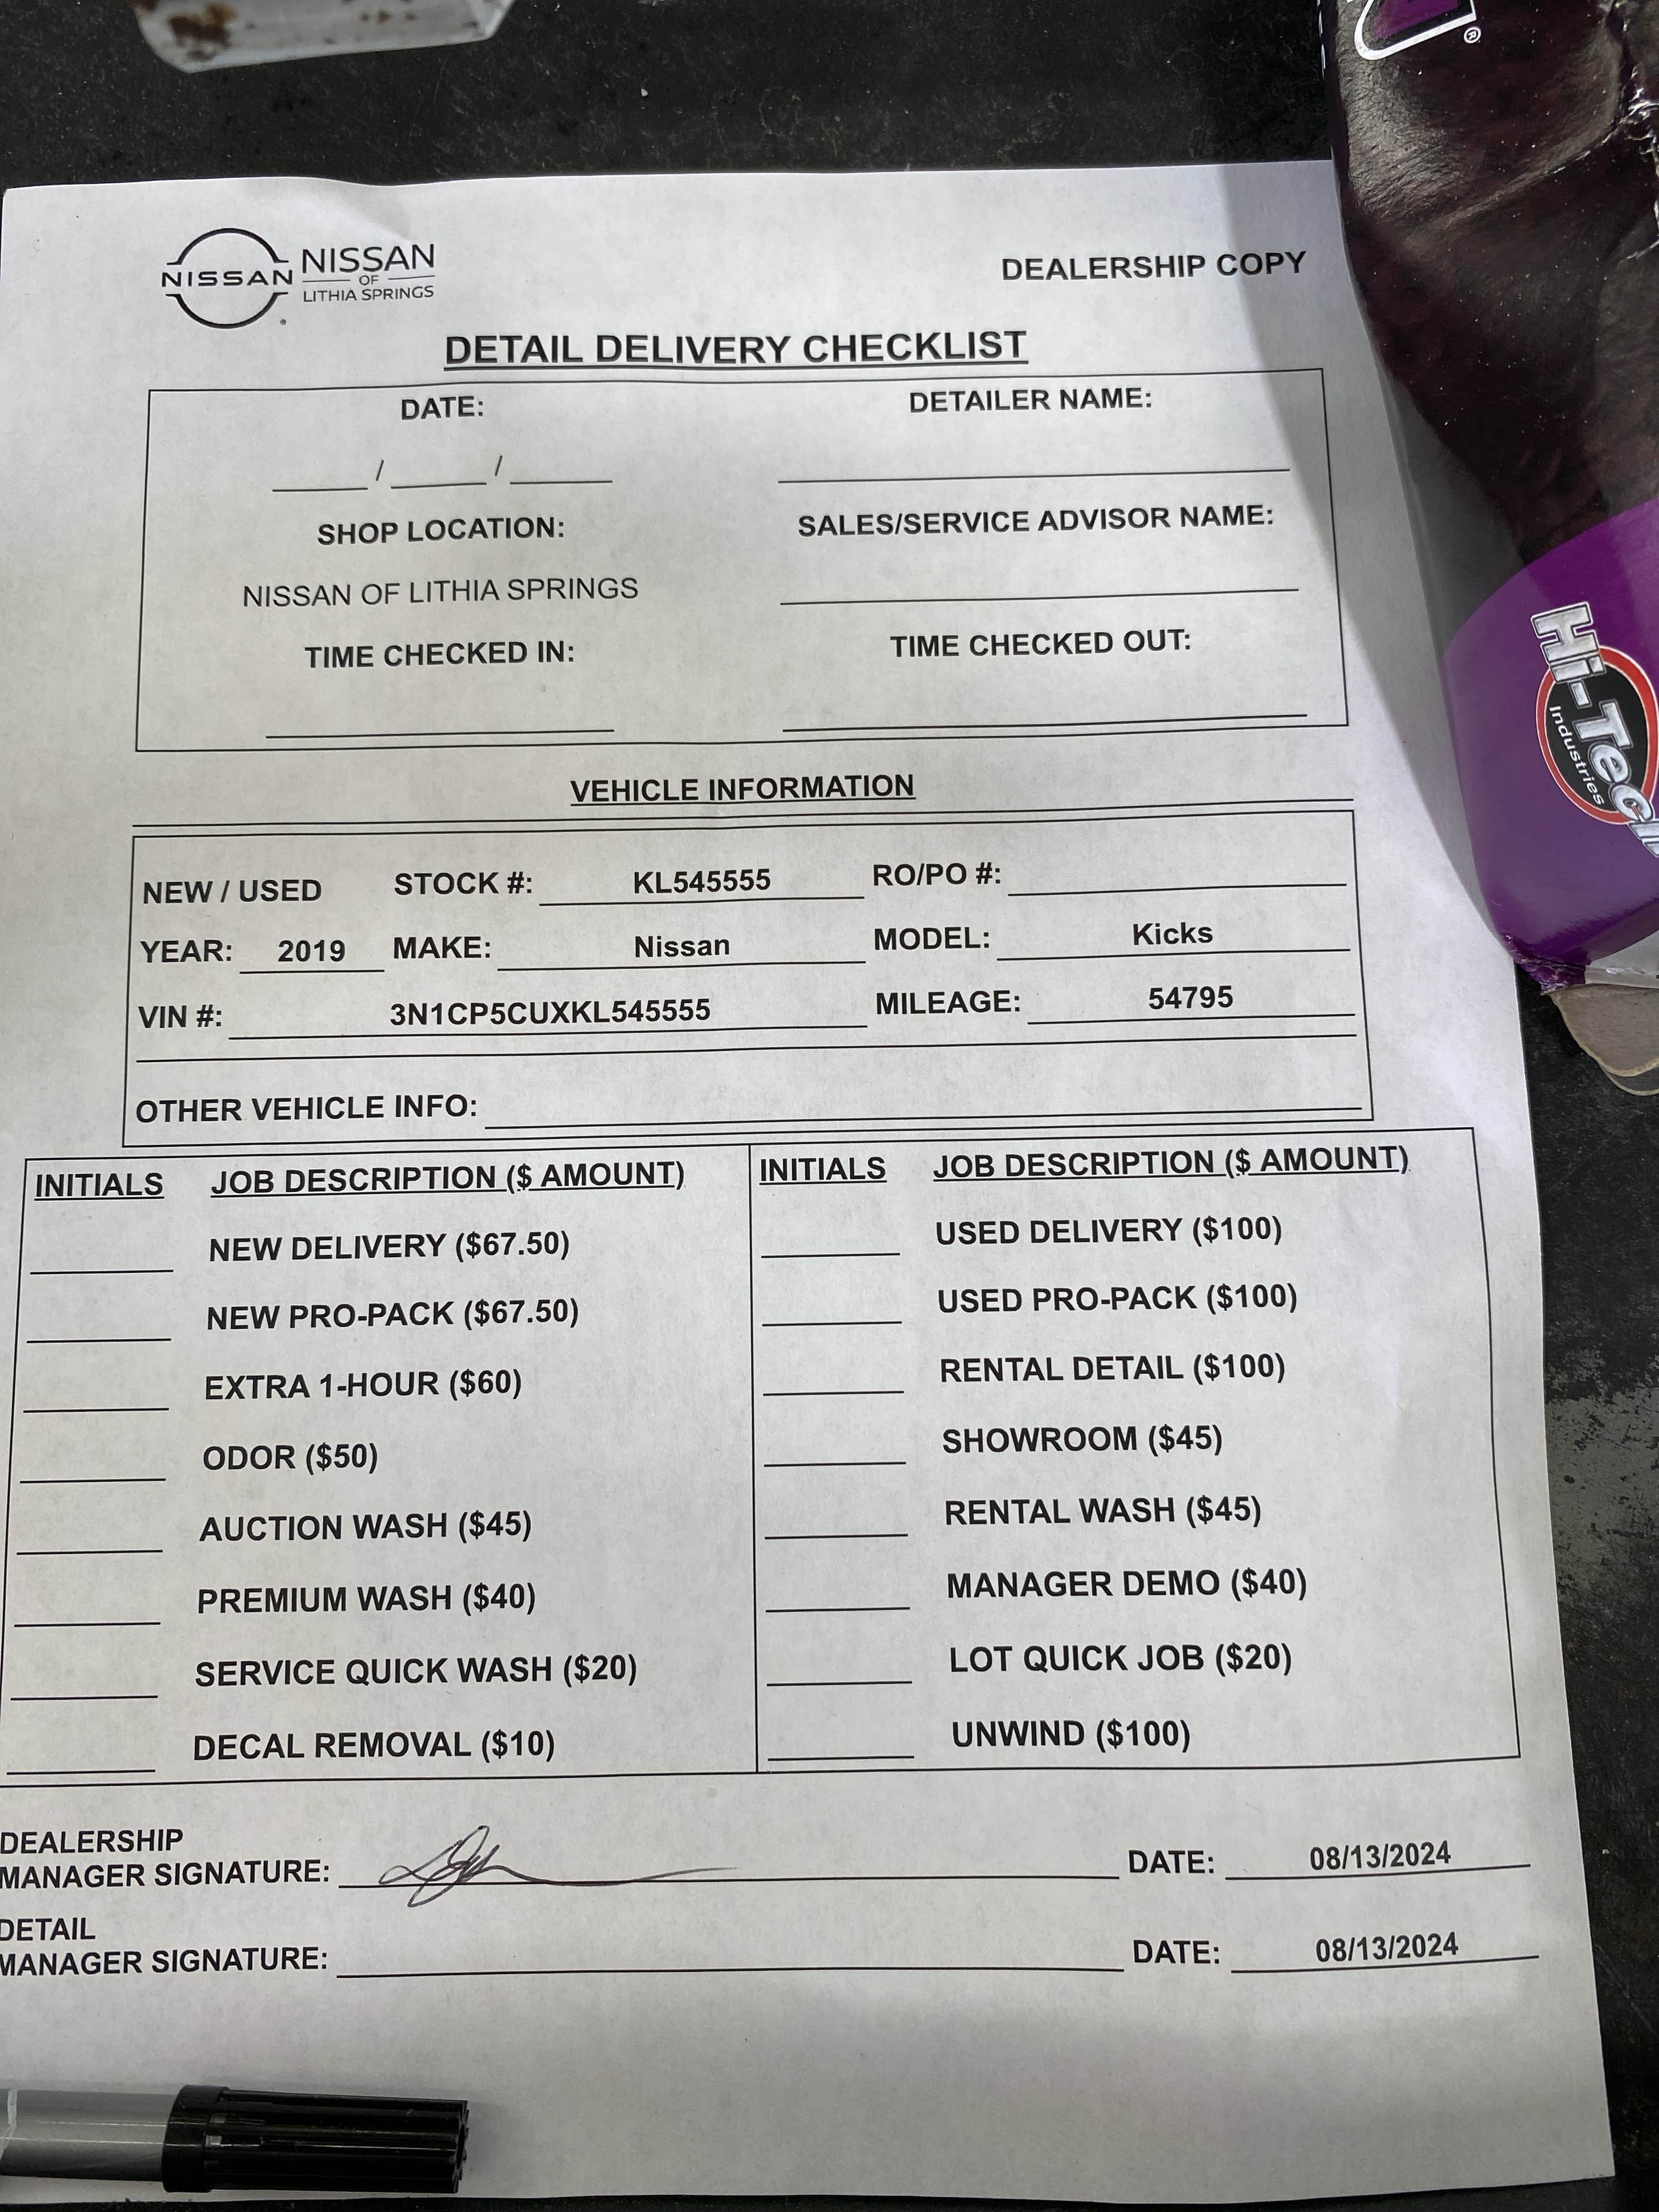 NISSAN
NISSAN
OF
LITHIA SPRINGS
DEALERSHIP COPY
DETAIL DELIVERY CHECKLIST
DATE: DETAILER NAME:
____/____/____ ____________
SHOP LOCATION: SALES/SERVICE ADVISOR NAME:
NISSAN OF LITHIA SPRINGS
TIME CHECKED IN: TIME CHECKED OUT:
VEHICLE INFORMATION
NEW / USED STOCK #: KL545555 RO/PO #:
YEAR: 2019 MAKE: Nissan MODEL: Kicks
VIN #: 3N1CP5CUXKL545555 MILEAGE: 54795
OTHER VEHICLE INFO:
INITIALS JOB DESCRIPTION ($ AMOUNT) INITIALS JOB DESCRIPTION ($ AMOUNT)
NEW DELIVERY ($67.50) USED DELIVERY ($100)
NEW PRO-PACK ($67.50) USED PRO-PACK ($100)
EXTRA 1-HOUR ($60) RENTAL DETAIL ($100)
ODOR ($50) SHOWROOM ($45)
AUCTION WASH ($45) RENTAL WASH ($45)
PREMIUM WASH ($40) MANAGER DEMO ($40)
SERVICE QUICK WASH ($20) LOT QUICK JOB ($20)
DECAL REMOVAL ($10) UNWIND ($100)
DEALERSHIP
MANAGER SIGNATURE: DATE: 08/13/2024
DETAIL
MANAGER SIGNATURE: DATE: 08/13/2024
®
Hi-Tech
Industries